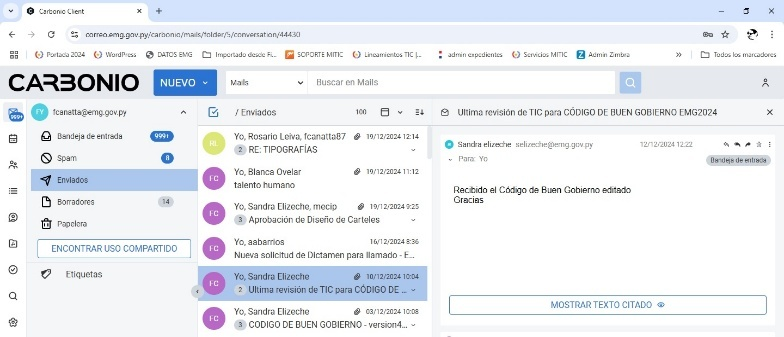 Carbonio Client
correo.emg.gov.py/carbonio/mails/folder/5/conversation/44430
Portada 2024
WordPress
DATOS EMG
Importado desde Fi...
SOPORTE MITIC
Lineamientos TIC |...
admin expedientes
Servicios MITIC
Admin Zimbra
Todos los marcadores
CARBONIO
NUEVO
Mails
Buscar en Mails
999+
FY
fcanatta@emg.gov.py
Bandeja de entrada
999+
Spam
8
Enviados
Borradores
14
Papelera
ENCONTRAR USO COMPARTIDO
Etiquetas
/ Enviados
100
RL
Yo, Rosario Leiva, fcanatta87
19/12/2024 12:14
2
RE: TIPOGRAFÍAS
FC
Yo, Blanca Ovelar
19/12/2024 11:12
talento humano
FC
Yo, Sandra Elizeche, mecip
19/12/2024 9:25
3
Aprobación de Diseño de Carteles
FC
Yo, aabarrios
16/12/2024 8:36
Nueva solicitud de Dictamen para llamado - E...
FC
Yo, Sandra Elizeche
10/12/2024 10:04
2
Ultima revisión de TIC para CÓDIGO DE ...
FC
Yo, Sandra Elizeche
03/12/2024 10:08
3
CODIGO DE BUEN GOBIERNO - version4...
Ultima revisión de TIC para CÓDIGO DE BUEN GOBIERNO EMG2024
Sandra elizeche
selizeche@emg.gov.py
12/12/2024 12:22
Para: Yo
Bandeja de entrada
Recibido el Código de Buen Gobierno editado
Gracias
MOSTRAR TEXTO CITADO